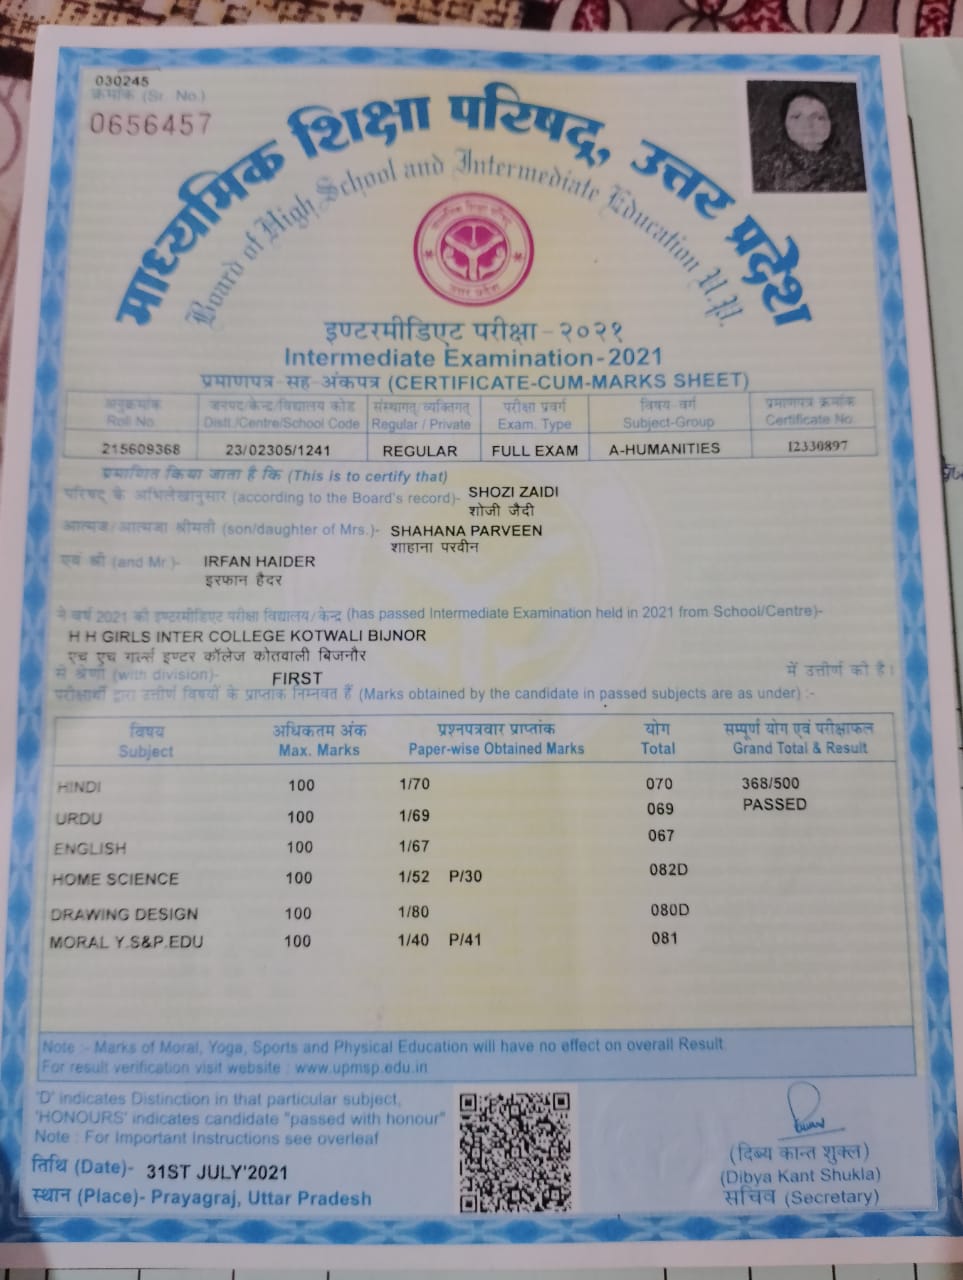 030245
क्रमांक (Sr. No.)
0656457
माध्यमिक शिक्षा परिषद्, उत्तर प्रदेश
Board of High School and Intermediate Education U.P.
उत्तर प्रदेश
इण्टरमीडिएट परीक्षा - २०२१
Intermediate Examination-2021
प्रमाणपत्र-सह-अंकपत्र (CERTIFICATE-CUM-MARKS SHEET)
अनुक्रमांक जनपद/केन्द्र/विद्यालय कोड संस्थागत/व्यक्तिगत परीक्षा प्रवर्ग विषय वर्ग प्रमाणपत्र क्रमांक
Roll No. Distt./Centre/School Code Regular / Private Exam. Type Subject-Group Certificate No.
215609368 23/02305/1241 REGULAR FULL EXAM A-HUMANITIES 12330897
प्रमाणित किया जाता है कि (This is to certify that)
परिषद् के अभिलेखानुसार (according to the Board's record)- SHOZI ZAIDI
शोजी जैदी
आत्मज/आत्मजा श्रीमती (son/daughter of Mrs.)- SHAHANA PARVEEN
शाहाना परवीन
एवं श्री (and Mr.)- IRFAN HAIDER
इरफान हैदर
ने वर्ष 2021 की इण्टरमीडिएट परीक्षा विद्यालय/केन्द्र (has passed Intermediate Examination held in 2021 from School/Centre)-
H H GIRLS INTER COLLEGE KOTWALI BIJNOR
एच एच गर्ल्स इण्टर कॉलेज कोतवाली बिजनौर
में श्रेणी (with division)- FIRST में उत्तीर्ण की है।
परीक्षार्थी द्वारा उत्तीर्ण विषयों के प्राप्तांक निम्नवत हैं (Marks obtained by the candidate in passed subjects are as under) :-
विषय अधिकतम अंक प्रश्नपत्रवार प्राप्तांक योग सम्पूर्ण योग एवं परीक्षाफल
Subject Max. Marks Paper-wise Obtained Marks Total Grand Total & Result
HINDI 100 1/70 070 368/500
PASSED
URDU 100 1/69 069
ENGLISH 100 1/67 067
HOME SCIENCE 100 1/52 P/30 082D
DRAWING DESIGN 100 1/80 080D
MORAL Y.S&P.EDU 100 1/40 P/41 081
Note :- Marks of Moral, Yoga, Sports and Physical Education will have no effect on overall Result.
For result verification visit website : www.upmsp.edu.in
'D' indicates Distinction in that particular subject,
'HONOURS' indicates candidate "passed with honour"
Note : For Important Instructions see overleaf
तिथि (Date)- 31ST JULY'2021
स्थान (Place)- Prayagraj, Uttar Pradesh
(दिब्य कान्त शुक्ल)
(Dibya Kant Shukla)
सचिव (Secretary)